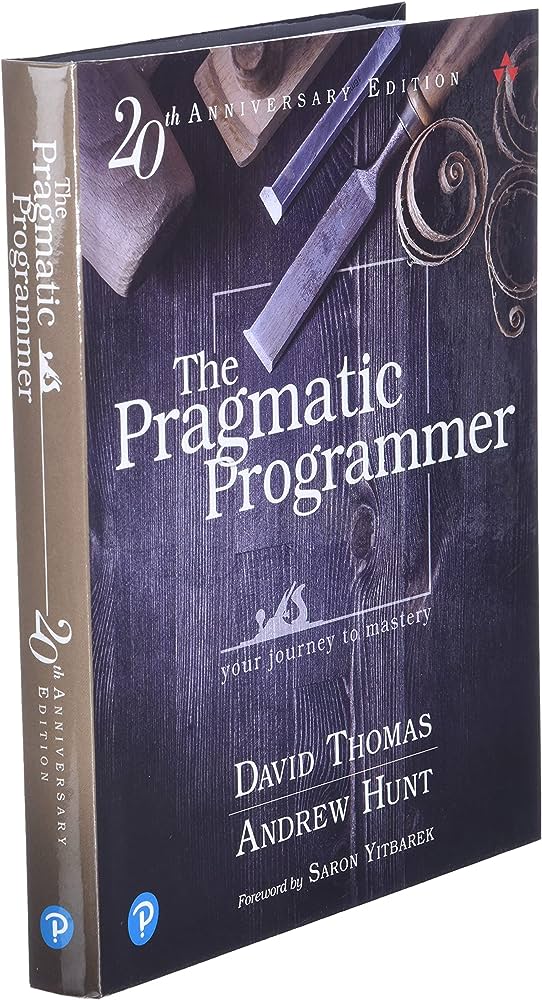 The
Pragmatic
Programmer
20th ANNIVERSARY
EDITION
P
20th ANNIVERSARY EDITION
The
Pragmatic
Programmer
your journey to mastery
DAVID THOMAS
ANDREW HUNT
Foreword by SARON YITBAREK
P